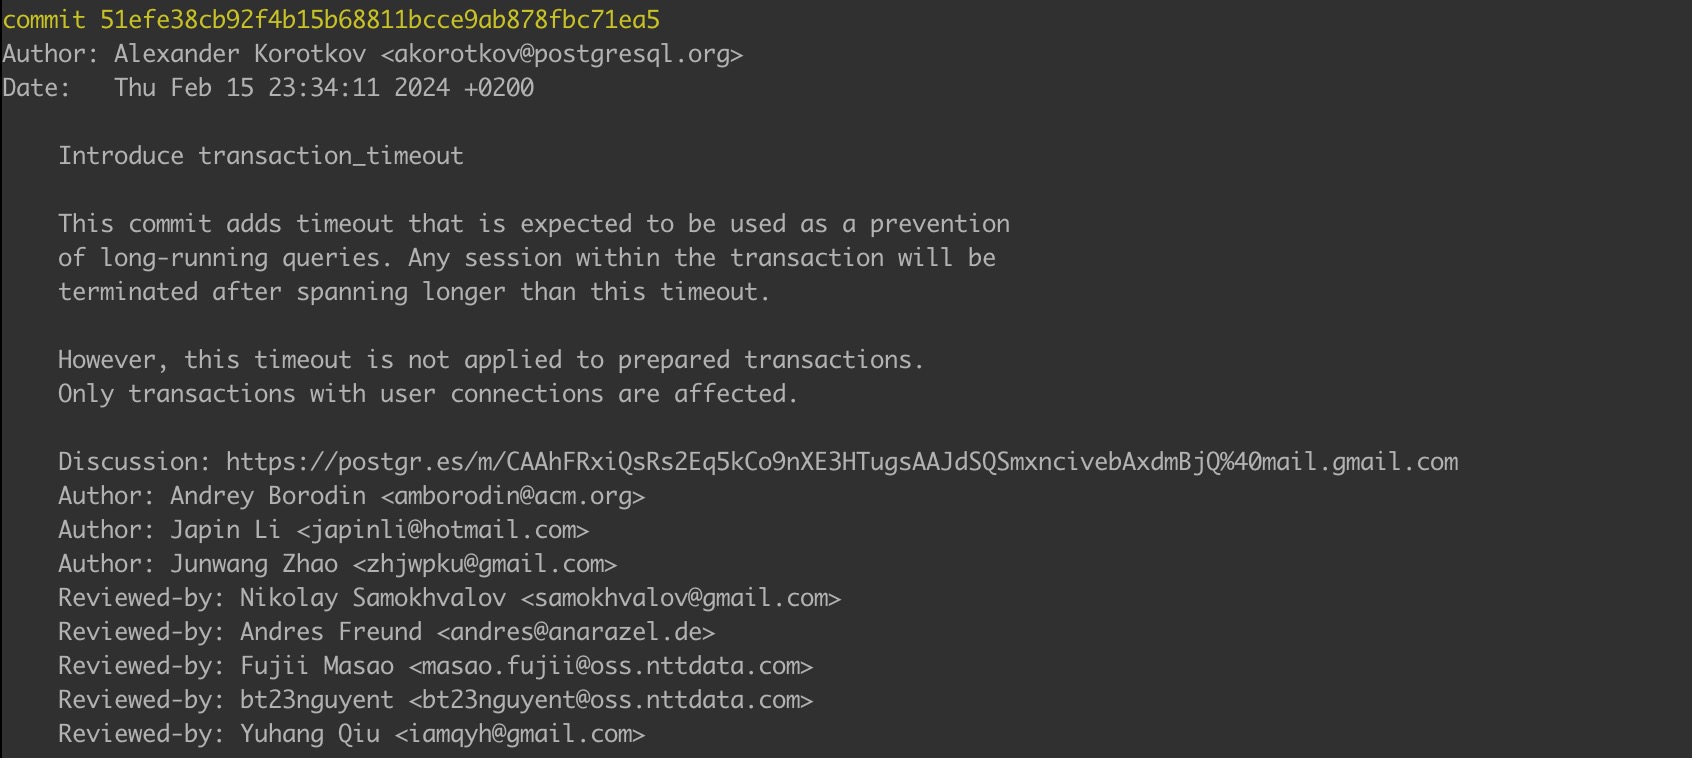 commit 51efe38cb92f4b15b68811bcce9ab878fbc71ea5
Author: Alexander Korotkov <akorotkov@postgresql.org>
Date:   Thu Feb 15 23:34:11 2024 +0200
Introduce transaction_timeout
This commit adds timeout that is expected to be used as a prevention
of long-running queries. Any session within the transaction will be
terminated after spanning longer than this timeout.
However, this timeout is not applied to prepared transactions.
Only transactions with user connections are affected.
Discussion: https://postgr.es/m/CAAhFRxiQsRs2Eq5kCo9nXE3HTugsAAJdSQSmxncivebAxdmBjQ%40mail.gmail.com
Author: Andrey Borodin <amborodin@acm.org>
Author: Japin Li <japinli@hotmail.com>
Author: Junwang Zhao <zhjwpku@gmail.com>
Reviewed-by: Nikolay Samokhvalov <samokhvalov@gmail.com>
Reviewed-by: Andres Freund <andres@anarazel.de>
Reviewed-by: Fujii Masao <masao.fujii@oss.nttdata.com>
Reviewed-by: bt23nguyent <bt23nguyent@oss.nttdata.com>
Reviewed-by: Yuhang Qiu <iamqyh@gmail.com>